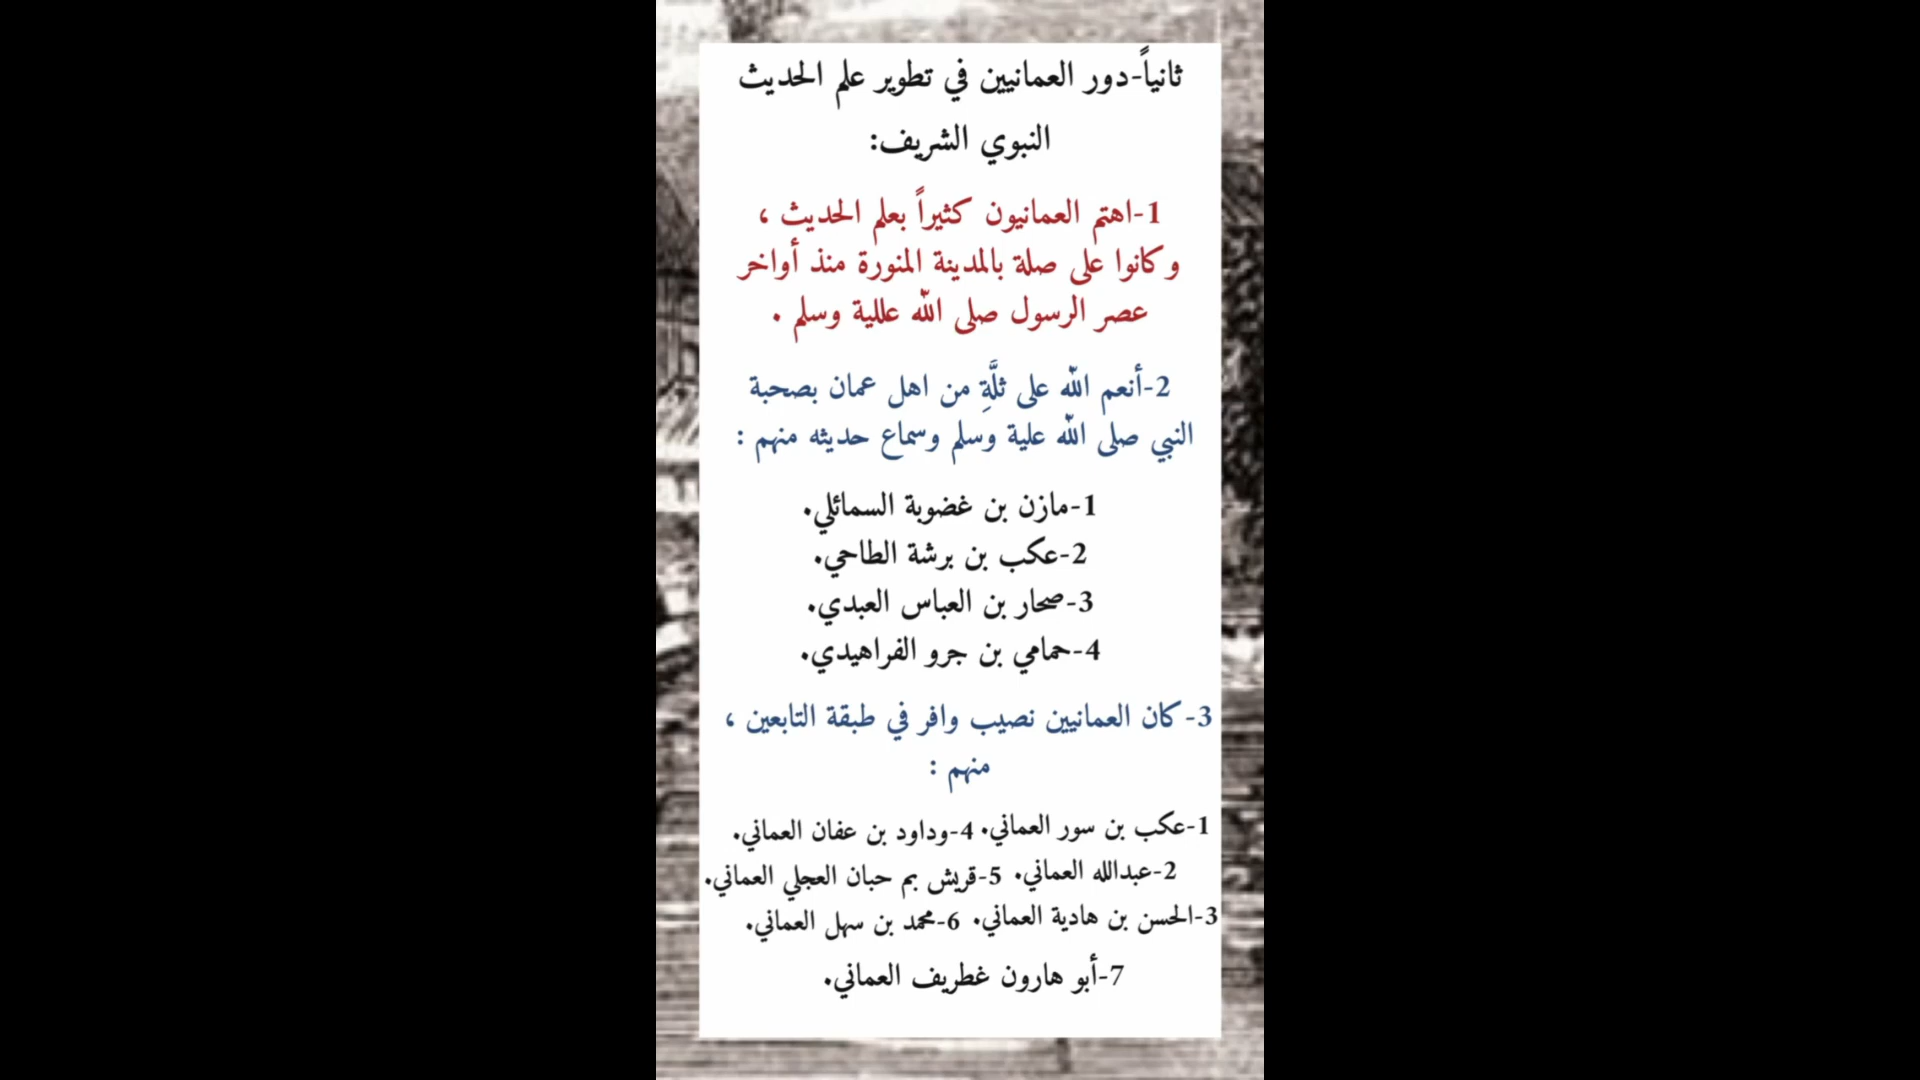 ثانياً-دور العمانيين في تطوير علم الحديث
النبوي الشريف:
1-اهتم العمانيون كثيراً بعلم الحديث ،
وكانوا على صلة بالمدينة المنورة منذ أواخر
عصر الرسول صلى الله عللية وسلم .
2-أنعم الله على ثلَّةِ من اهل عمان بصحبة
النبي صلى الله علية وسلم وسماع حديثه منهم :
1-مازن بن غضوبة السمائلي.
2-عكب بن برشة الطاحي.
3-صحار بن العباس العبدي.
4-حمامي بن جرو الفراهيدي.
3-كان العمانيين نصيب وافر في طبقة التابعين ،
منهم :
1-عكب بن سور العماني. 4-وداود بن عفان العماني.
2-عبدالله العماني. 5-قريش بم حبان العجلي العماني.
3-الحسن بن هادية العماني. 6-محمد بن سهل العماني.
7-أبو هارون غطريف العماني.